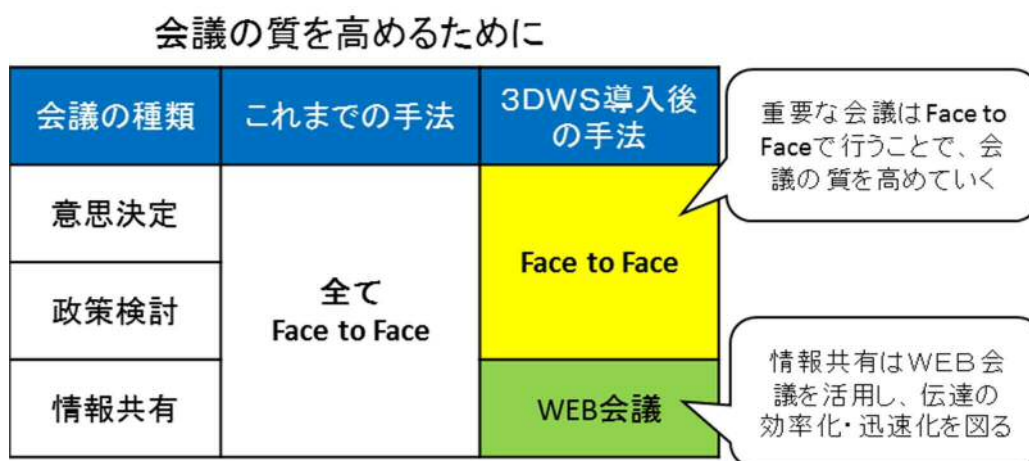 会議の質を高めるために
会議の種類
これまでの手法
3DWS導入後
の手法
重要な会議はFace to
Faceで行うことで、会
議の質を高めていく
意思決定
政策検討
情報共有
全て
Face to Face
Face to Face
WEB会議
情報共有はWEB会
議を活用し、伝達の
効率化・迅速化を図る